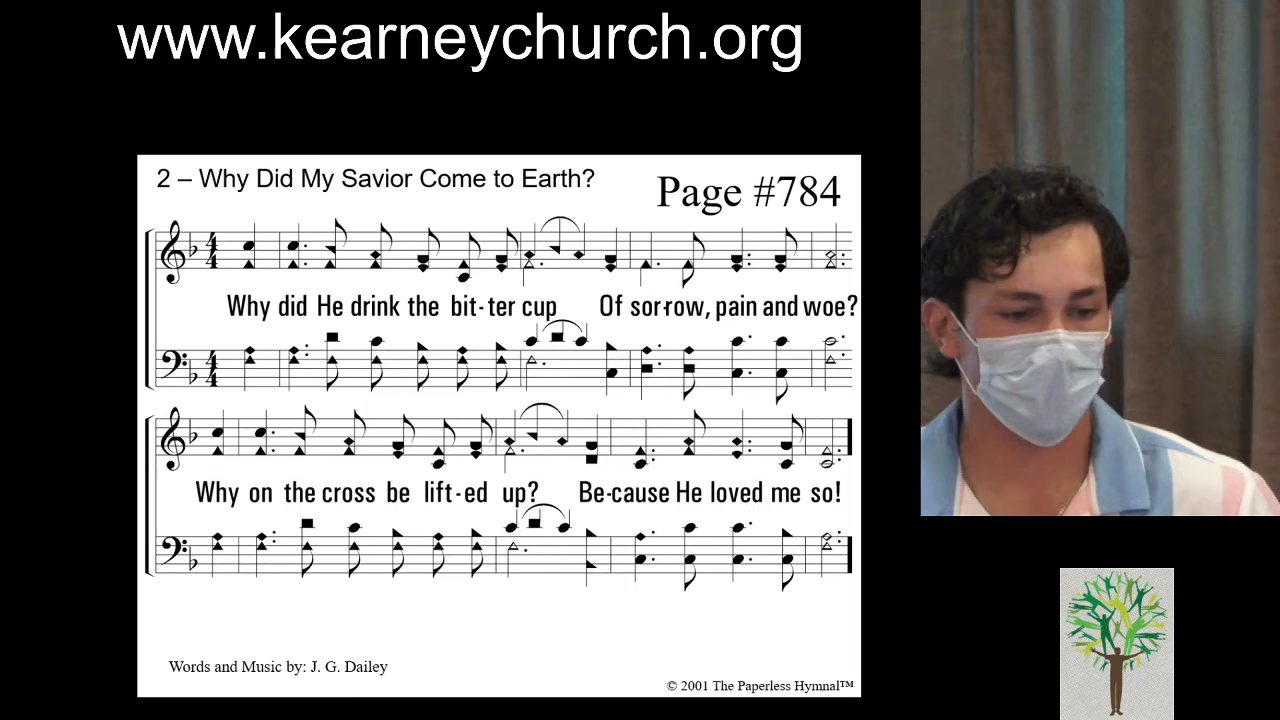 www.kearneychurch.org
2 – Why Did My Savior Come to Earth?
Page #784
Why did He drink the bit-ter cup Of sor-row, pain and woe?
Why on the cross be lift-ed up? Be-cause He loved me so!
Words and Music by: J. G. Dailey
© 2001 The Paperless Hymnal™